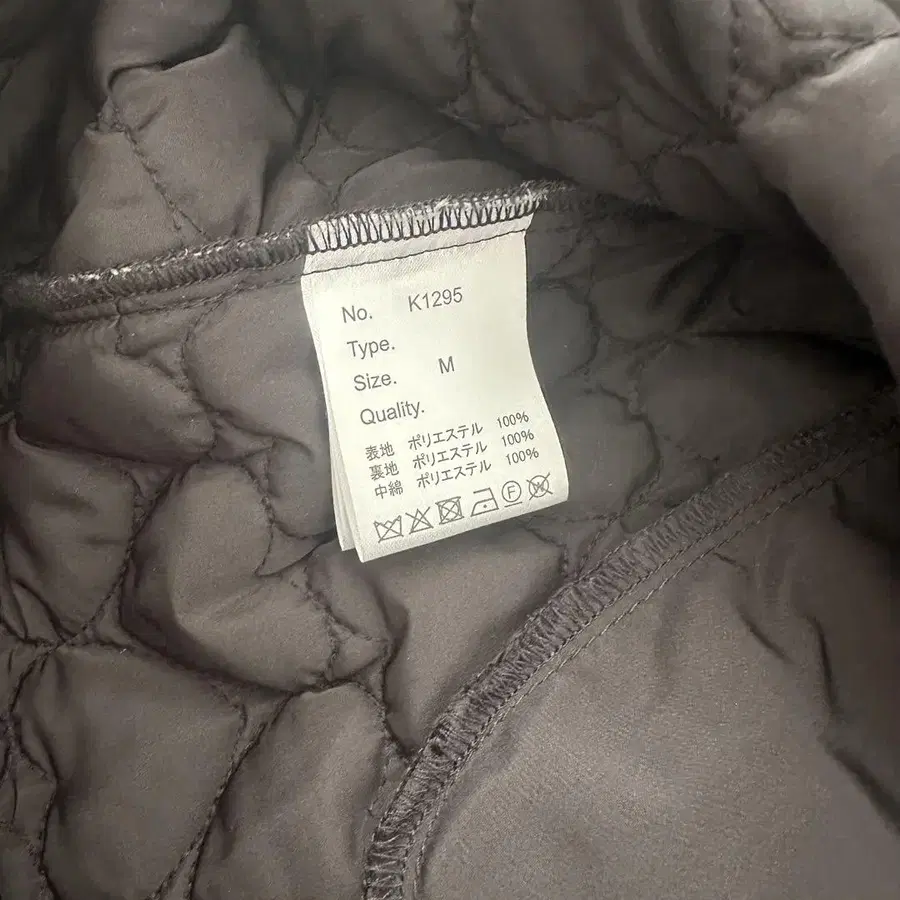 No. K1295
Type.
Size. M
Quality.
表地 ポリエステル 100%
裏地 ポリエステル 100%
中綿 ポリエステル 100%
F W